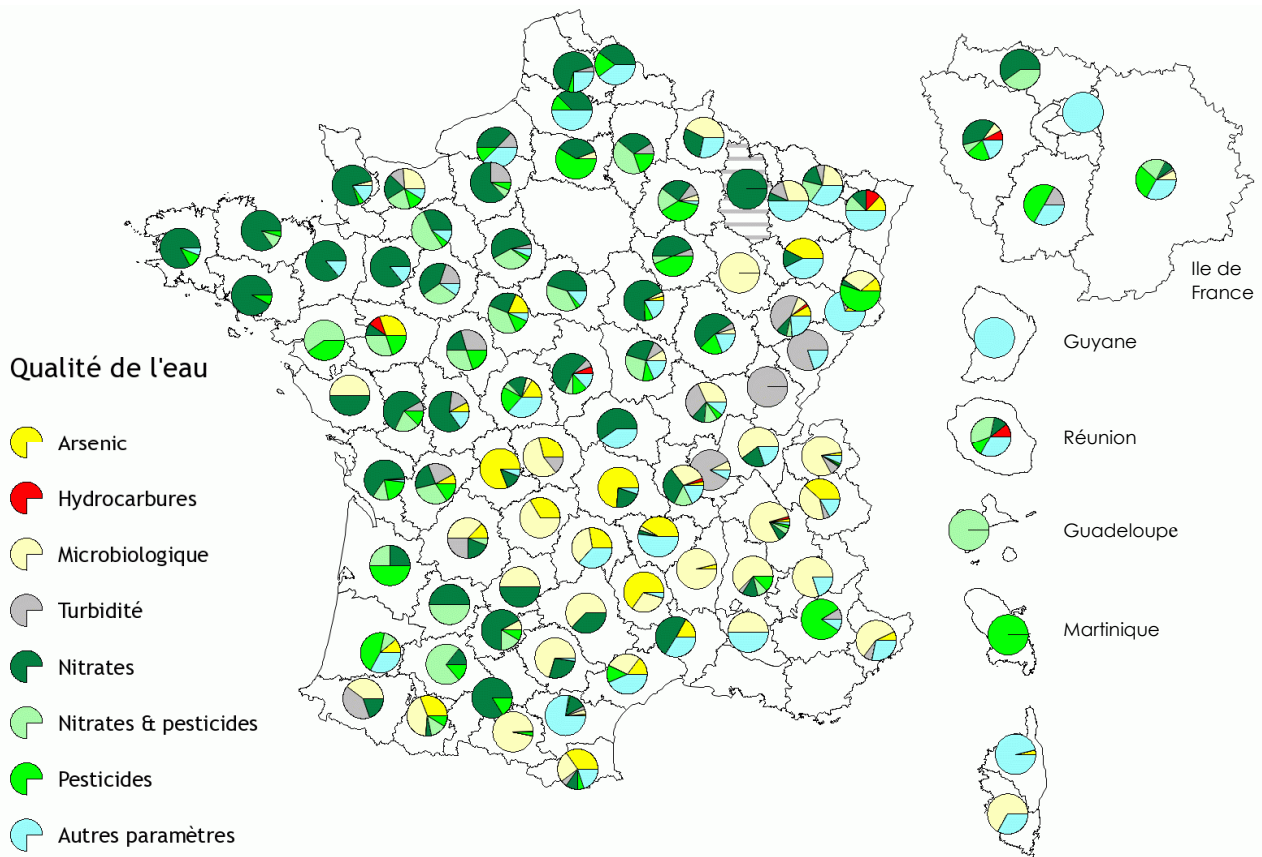 Ile de
France
Guyane
Réunion
Guadeloupe
Martinique
Qualité de l'eau
Arsenic
Hydrocarbures
Microbiologique
Turbidité
Nitrates
Nitrates & pesticides
Pesticides
Autres paramètres